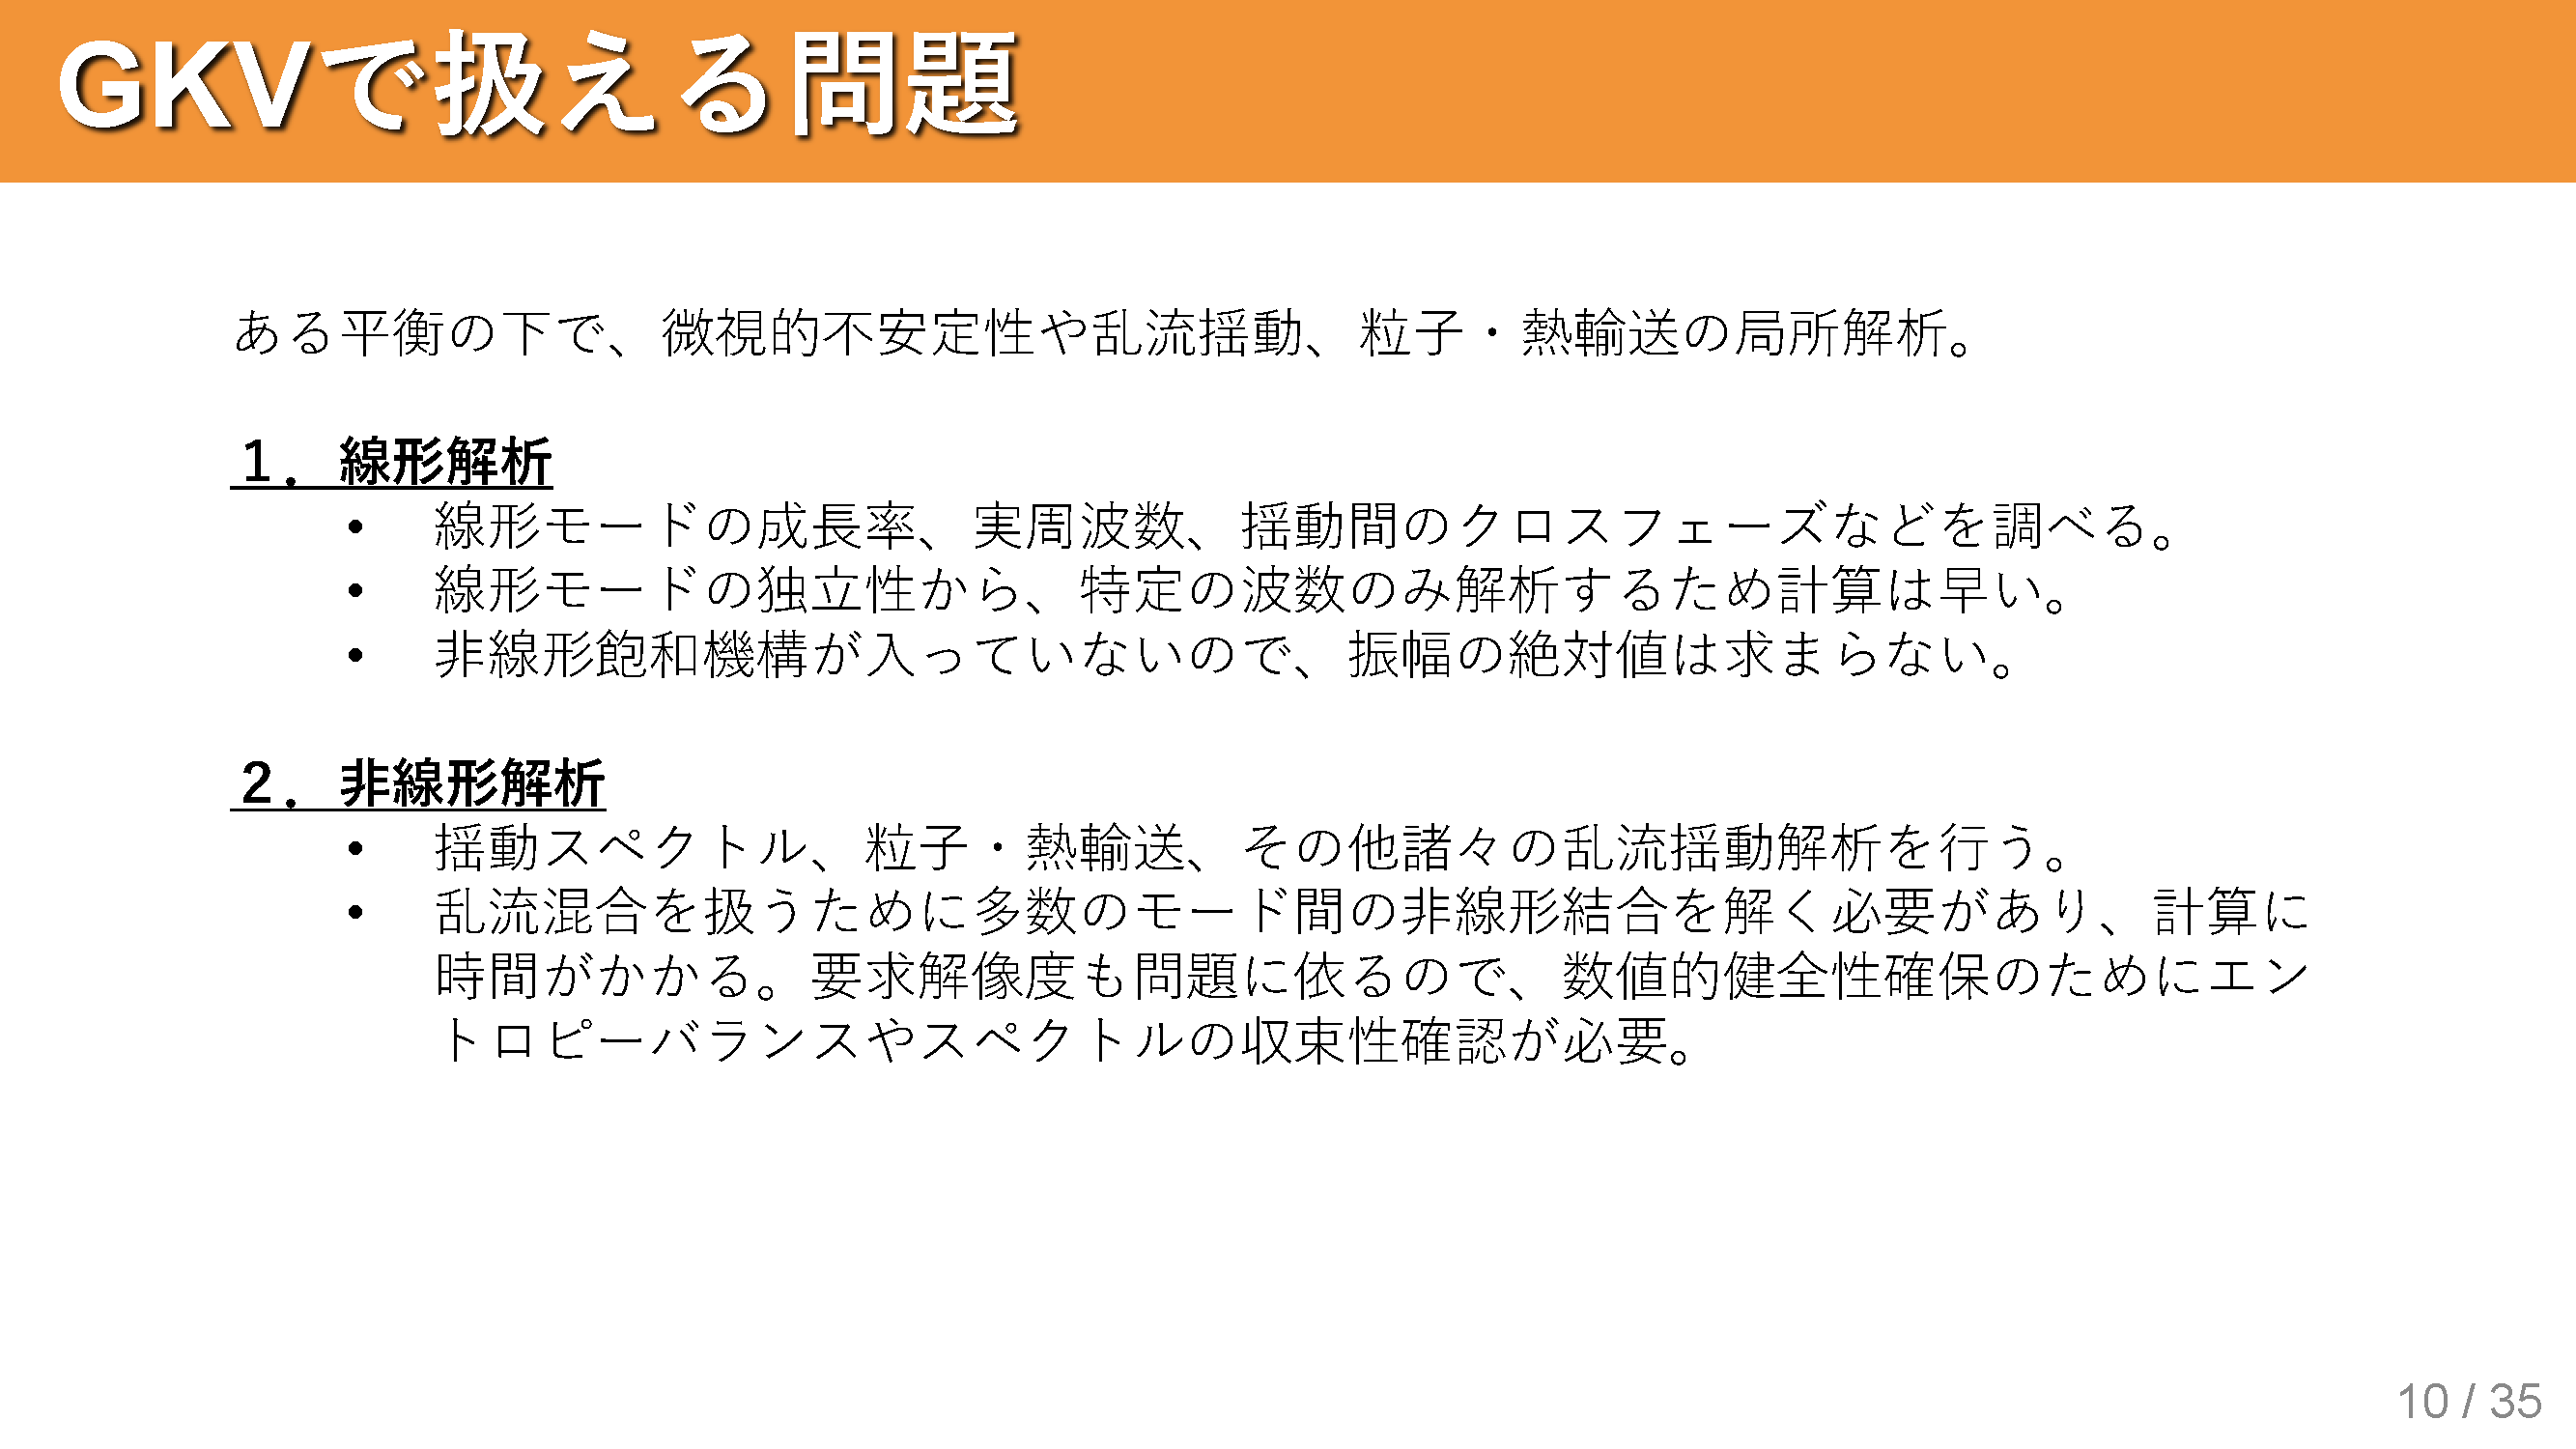 GKVで扱える問題
ある平衡の下で、微視的不安定性や乱流揺動、粒子・熱輸送の局所解析。
１．線形解析
• 線形モードの成長率、実周波数、揺動間のクロスフェーズなどを調べる。
• 線形モードの独立性から、特定の波数のみ解析するため計算は早い。
• 非線形飽和機構が入っていないので、振幅の絶対値は求まらない。
２．非線形解析
• 揺動スペクトル、粒子・熱輸送、その他諸々の乱流揺動解析を行う。
• 乱流混合を扱うために多数のモード間の非線形結合を解く必要があり、計算に
時間がかかる。要求解像度も問題に依るので、数値的健全性確保のためにエン
トロピーバランスやスペクトルの収束性確認が必要。
10 / 35